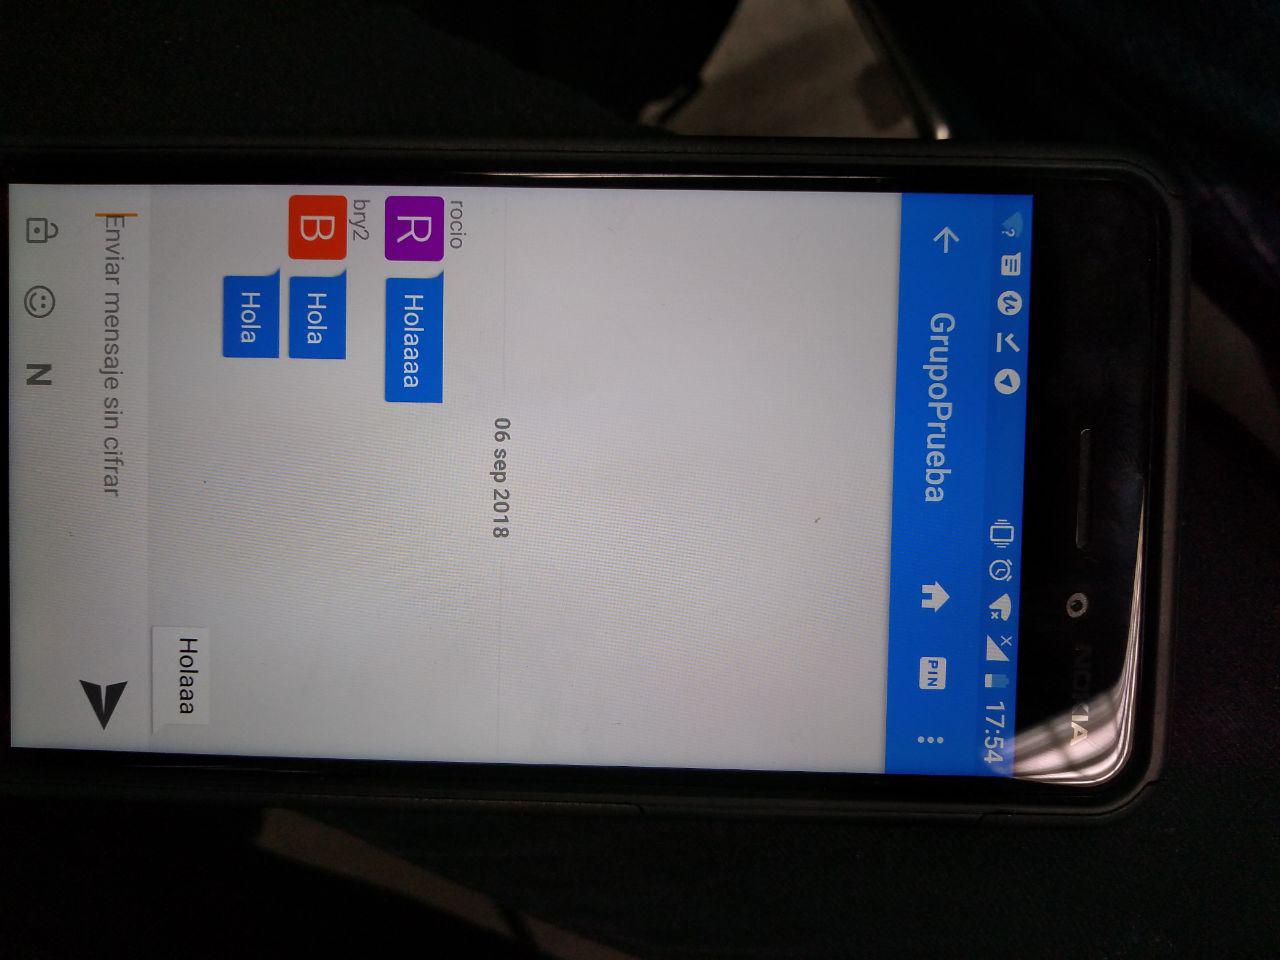 NOKIA
17:54
GrupoPrueba
PIN
06 sep 2018
rocio
R
Holaaaa
bry2
B
Hola
Hola
Holaaa
Enviar mensaje sin cifrar
N